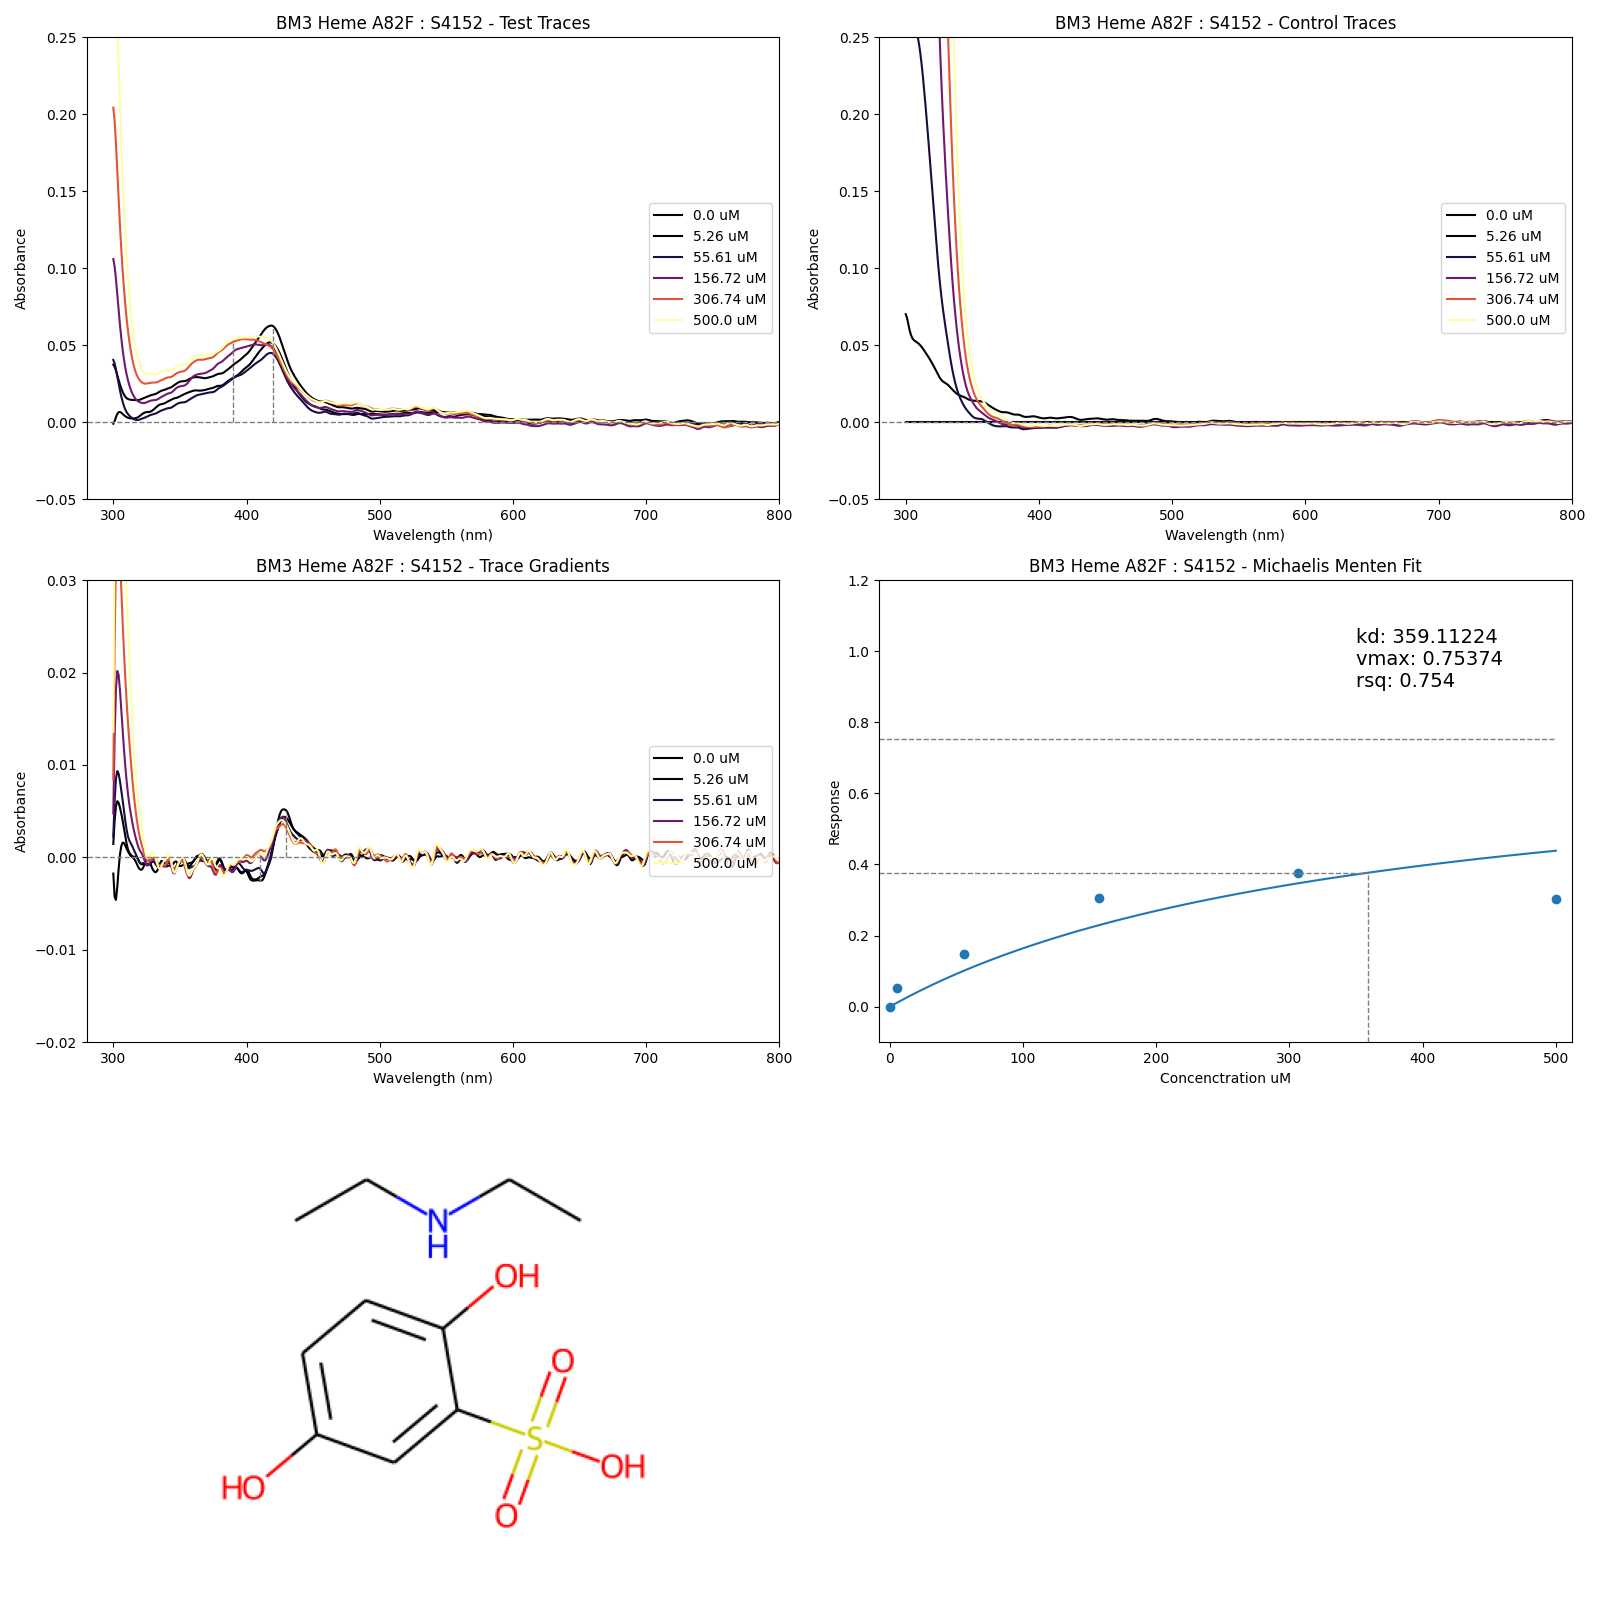 BM3 Heme A82F : S4152 - Test Traces
0.25
0.20
0.15
0.10
0.05
0.00
−0.05
Absorbance
300
400
500
600
700
800
Wavelength (nm)
0.0 uM
5.26 uM
55.61 uM
156.72 uM
306.74 uM
500.0 uM
BM3 Heme A82F : S4152 - Control Traces
0.25
0.20
0.15
0.10
0.05
0.00
−0.05
Absorbance
300
400
500
600
700
800
Wavelength (nm)
0.0 uM
5.26 uM
55.61 uM
156.72 uM
306.74 uM
500.0 uM
BM3 Heme A82F : S4152 - Trace Gradients
0.03
0.02
0.01
0.00
−0.01
−0.02
Absorbance
300
400
500
600
700
800
Wavelength (nm)
0.0 uM
5.26 uM
55.61 uM
156.72 uM
306.74 uM
500.0 uM
BM3 Heme A82F : S4152 - Michaelis Menten Fit
1.2
1.0
0.8
0.6
0.4
0.2
0.0
Response
kd: 359.11224
vmax: 0.75374
rsq: 0.754
0
100
200
300
400
500
Concenctration uM
N
H
OH
O
S
OH
HO
O